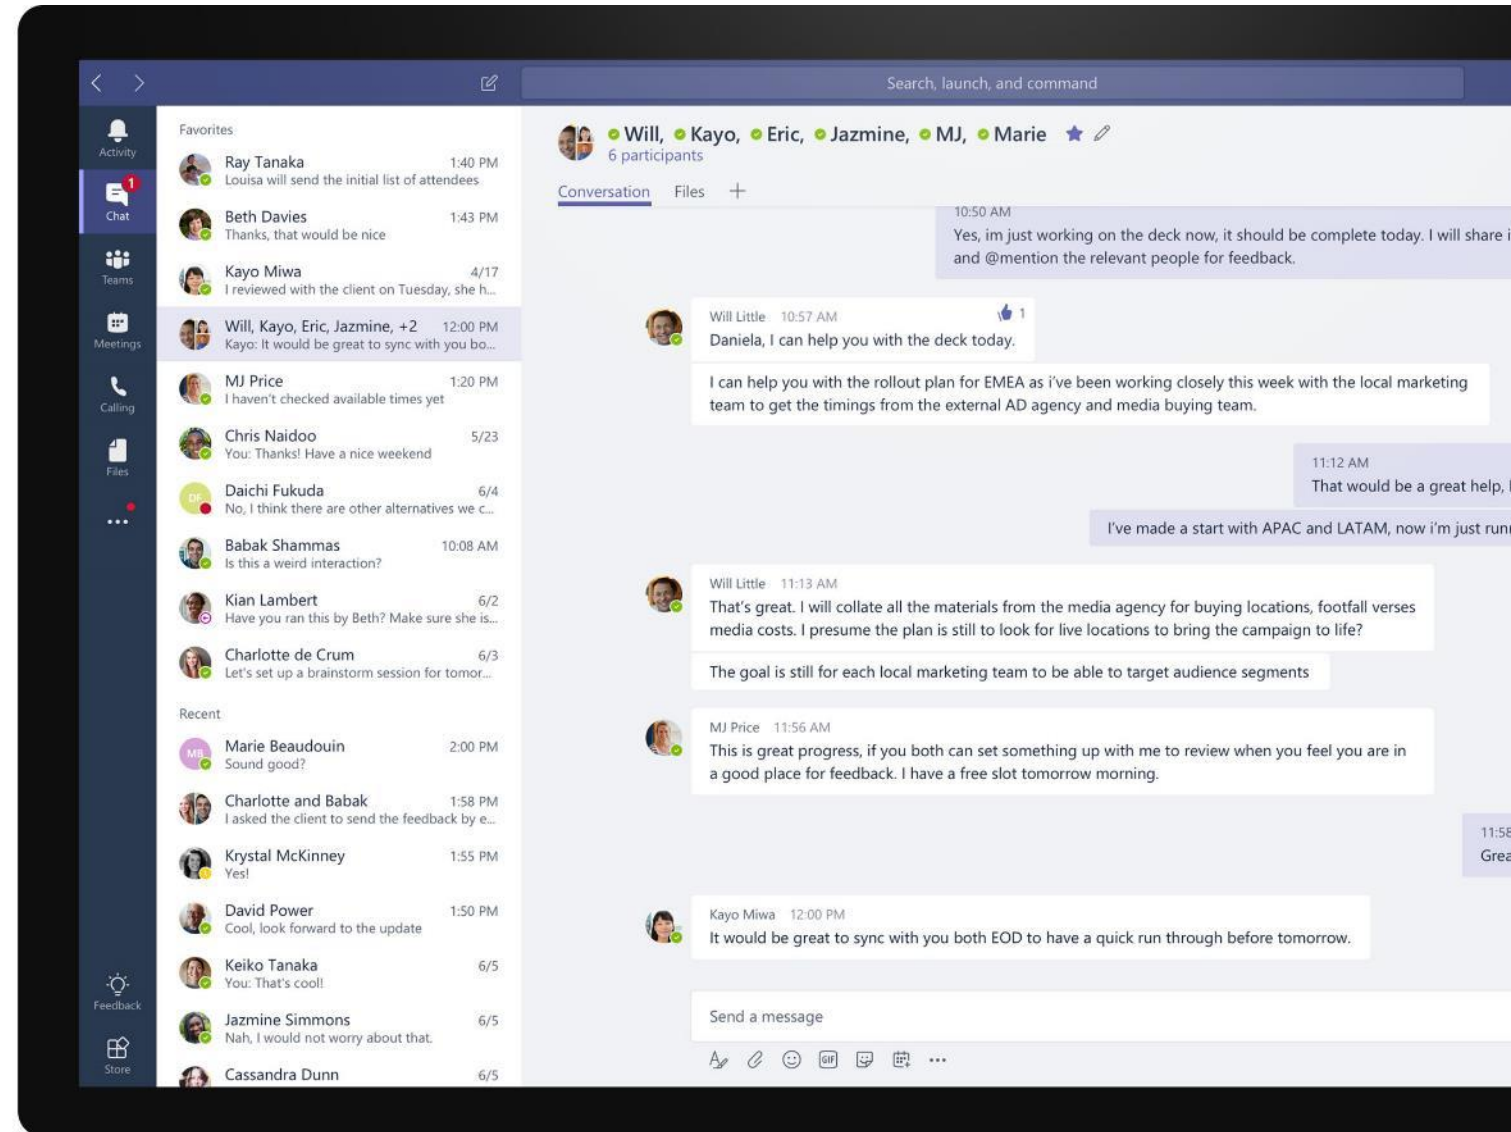 Search, launch, and command
Activity
1
Chat
Teams
Meetings
Calling
Files
Feedback
Store
Favorites
Ray Tanaka 1:40 PM
Louisa will send the initial list of attendees
Beth Davies 1:43 PM
Thanks, that would be nice
Kayo Miwa 4/17
I reviewed with the client on Tuesday, she h...
Will, Kayo, Eric, Jazmine, +2 12:00 PM
Kayo: It would be great to sync with you bo...
MJ Price 1:20 PM
I haven't checked available times yet
Chris Naidoo 5/23
You: Thanks! Have a nice weekend
DF
Daichi Fukuda 6/4
No, I think there are other alternatives we c...
Babak Shammas 10:08 AM
Is this a weird interaction?
Kian Lambert 6/2
Have you ran this by Beth? Make sure she is...
Charlotte de Crum 6/3
Let's set up a brainstorm session for tomor...
Recent
MB
Marie Beaudouin 2:00 PM
Sound good?
Charlotte and Babak 1:58 PM
I asked the client to send the feedback by e...
Krystal McKinney 1:55 PM
Yes!
David Power 1:50 PM
Cool, look forward to the update
Keiko Tanaka 6/5
You: That's cool!
Jazmine Simmons 6/5
Nah, I would not worry about that.
Cassandra Dunn 6/5
Will, Kayo, Eric, Jazmine, MJ, Marie
6 participants
Conversation Files
10:50 AM
Yes, im just working on the deck now, it should be complete today. I will share i
and @mention the relevant people for feedback.
Will Little 10:57 AM 1
Daniela, I can help you with the deck today.
I can help you with the rollout plan for EMEA as i've been working closely this week with the local marketing
team to get the timings from the external AD agency and media buying team.
11:12 AM
That would be a great help,
I've made a start with APAC and LATAM, now i'm just run
Will Little 11:13 AM
That's great. I will collate all the materials from the media agency for buying locations, footfall verses
media costs. I presume the plan is still to look for live locations to bring the campaign to life?
The goal is still for each local marketing team to be able to target audience segments
MJ Price 11:56 AM
This is great progress, if you both can set something up with me to review when you feel you are in
a good place for feedback. I have a free slot tomorrow morning.
11:58
Grea
Kayo Miwa 12:00 PM
It would be great to sync with you both EOD to have a quick run through before tomorrow.
Send a message
GIF